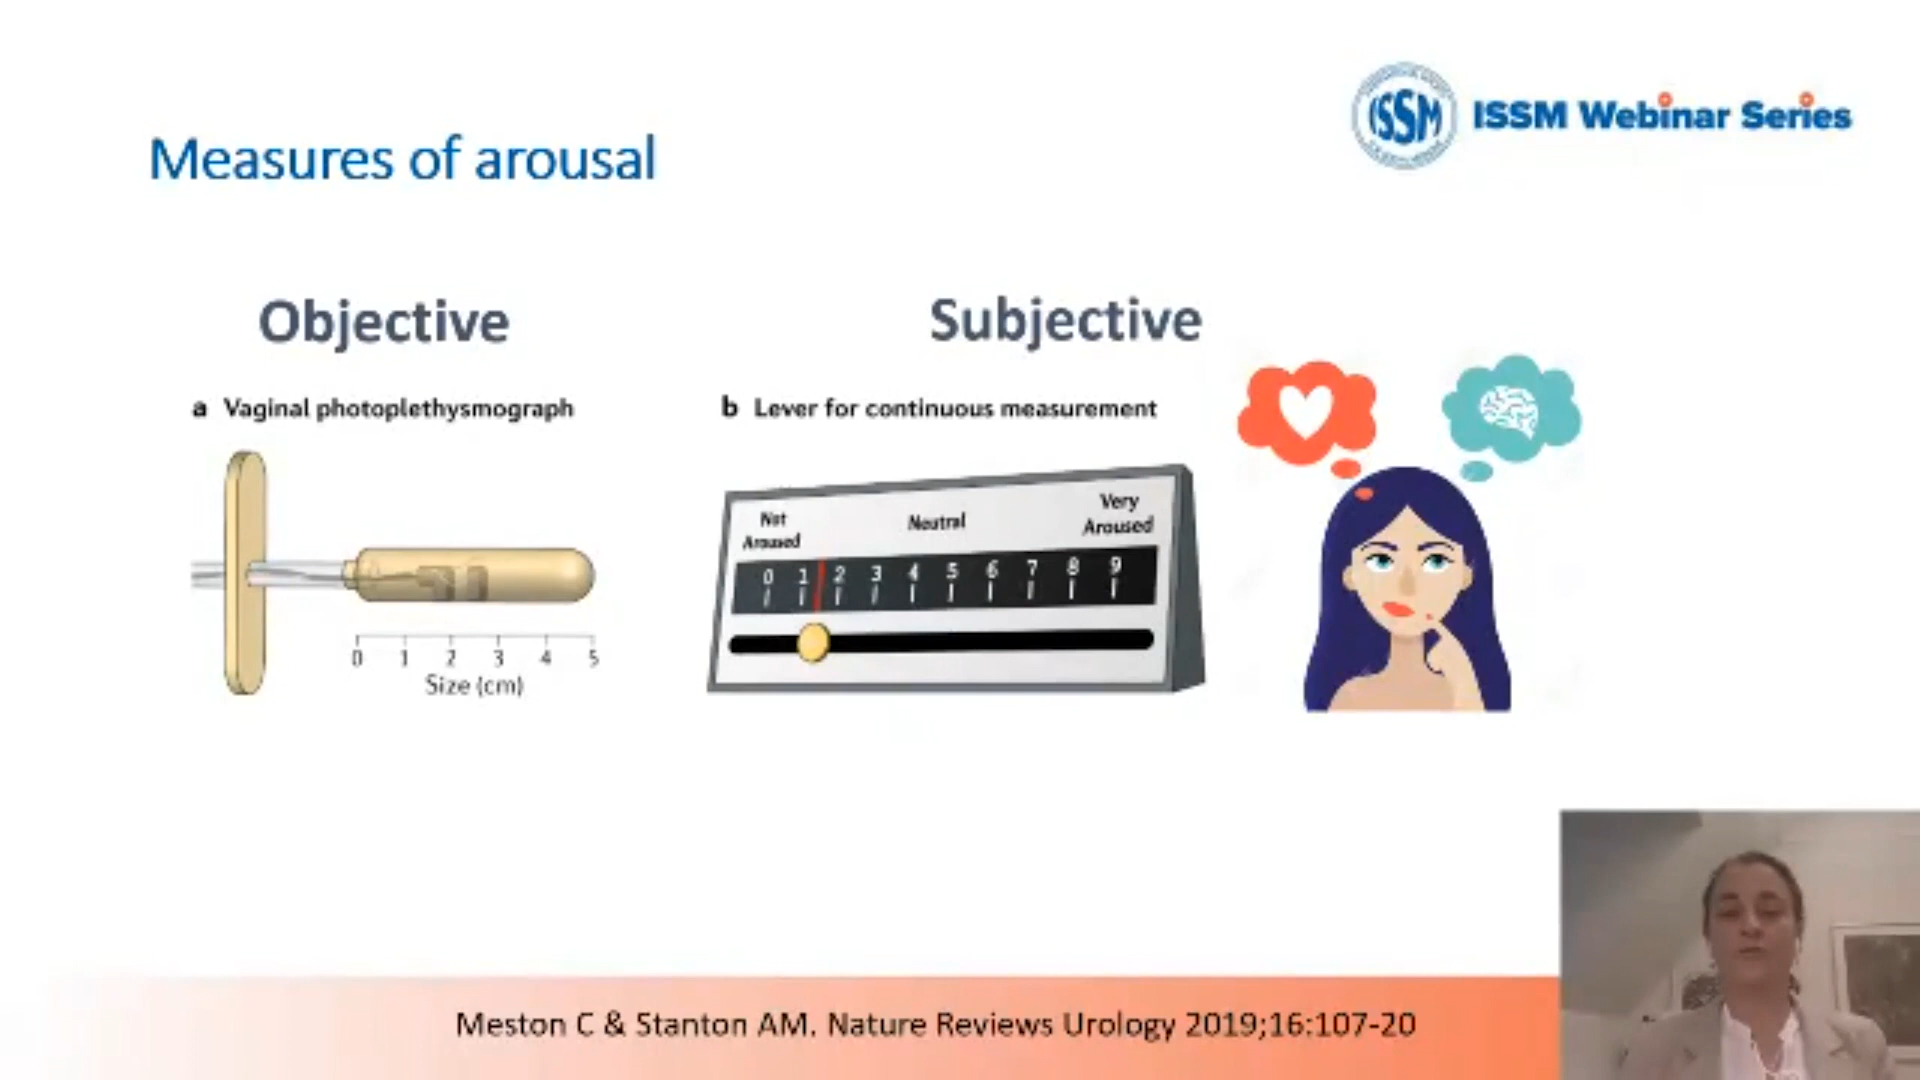 ISSM
ISSM Webinar Series
Measures of arousal
Objective
Subjective
a Vaginal photoplethysmograph
b Lever for continuous measurement
Not Aroused
Neutral
Very Aroused
0 1 2 3 4 5 6 7 8 9
0 1 2 3 4 5
Size (cm)
Meston C & Stanton AM. Nature Reviews Urology 2019;16:107-20